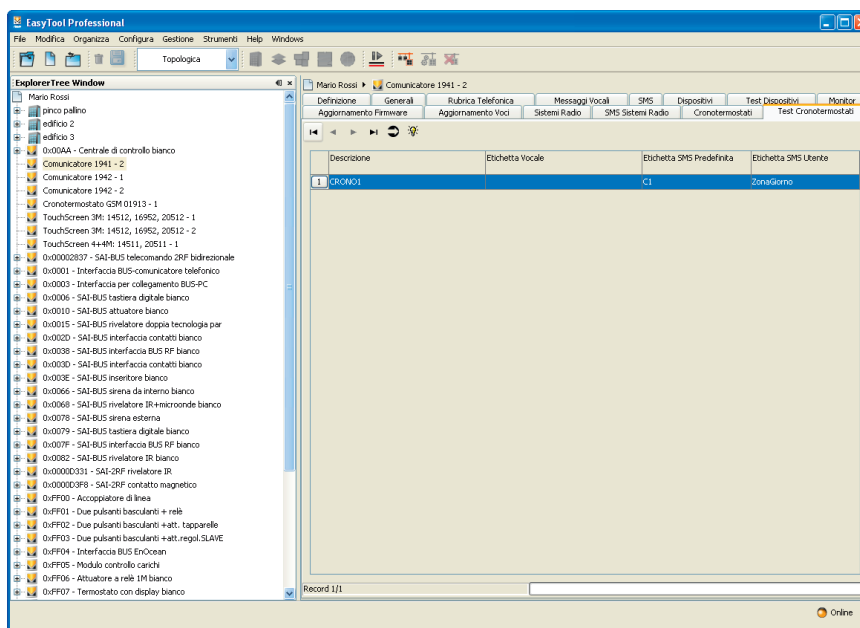 EasyTool Professional
File Modifica Organizza Configura Gestione Strumenti Help Windows
Topologica
ExplorerTree Window
Mario Rossi
pinco pallino
edificio 2
edificio 3
0x00AA - Centrale di controllo bianco
Comunicatore 1941 - 2
Comunicatore 1942 - 1
Comunicatore 1942 - 2
Cronotermostato GSM 01913 - 1
TouchScreen 3M: 14512, 16952, 20512 - 1
TouchScreen 3M: 14512, 16952, 20512 - 2
TouchScreen 4+4M: 14511, 20511 - 1
0x00002837 - SAI-BUS telecomando 2RF bidirezionale
0x0001 - Interfaccia BUS-comunicatore telefonico
0x0003 - Interfaccia per collegamento BUS-PC
0x0006 - SAI-BUS tastiera digitale bianco
0x0010 - SAI-BUS attuatore bianco
0x0015 - SAI-BUS rivelatore doppia tecnologia par
0x002D - SAI-BUS interfaccia contatti bianco
0x0038 - SAI-BUS interfaccia BUS RF bianco
0x003D - SAI-BUS interfaccia contatti bianco
0x003E - SAI-BUS inseritore bianco
0x0066 - SAI-BUS sirena da interno bianco
0x0068 - SAI-BUS rivelatore IR+microonde bianco
0x0078 - SAI-BUS sirena esterna
0x0079 - SAI-BUS tastiera digitale bianco
0x007F - SAI-BUS interfaccia BUS RF bianco
0x0082 - SAI-BUS rivelatore IR bianco
0x0000D331 - SAI-2RF rivelatore IR
0x0000D3F8 - SAI-2RF contatto magnetico
0xFF00 - Accoppiatore di linea
0xFF01 - Due pulsanti basculanti + relè
0xFF02 - Due pulsanti basculanti +att. tapparelle
0xFF03 - Due pulsanti basculanti +att.regol.SLAVE
0xFF04 - Interfaccia BUS EnOcean
0xFF05 - Modulo controllo carichi
0xFF06 - Attuatore a relè 1M bianco
0xFF07 - Termostato con display bianco
Mario Rossi Comunicatore 1941 - 2
Definizione Generali Rubrica Telefonica Messaggi Vocali SMS Dispositivi Test Dispositivi Monitor
Aggiornamento Firmware Aggiornamento Voci Sistemi Radio SMS Sistemi Radio Cronotermostati Test Cronotermostati
Descrizione Etichetta Vocale Etichetta SMS Predefinita Etichetta SMS Utente
1 CRONO1 C1 ZonaGiorno
Record 1/1
Online